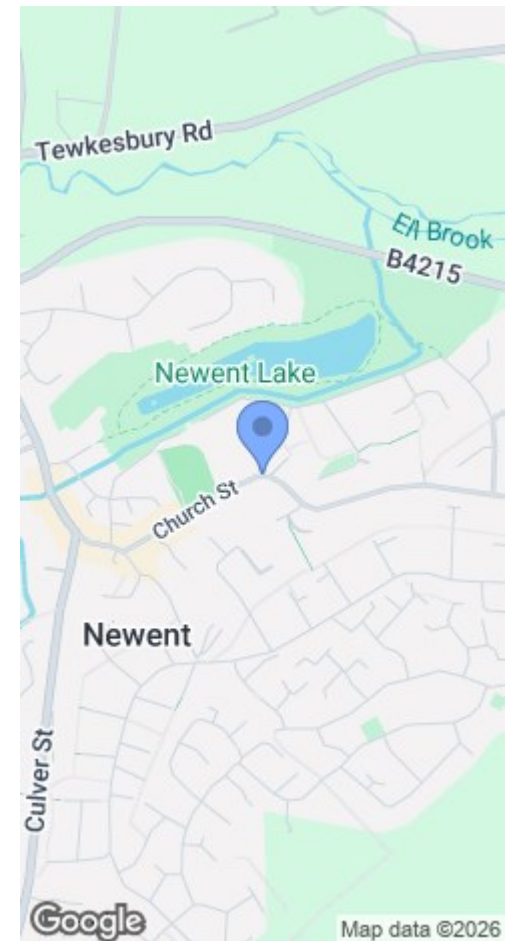 Tewkesbury Rd
Ell Brook
B4215
Newent Lake
Church St
Newent
Culver St
Google
Map data ©2026